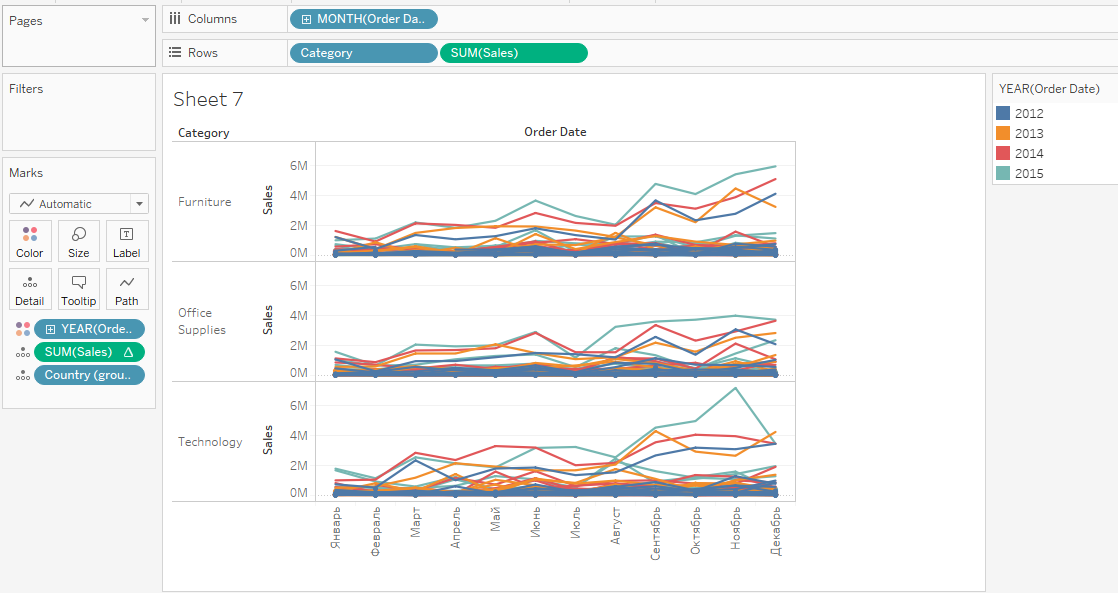 Pages
Columns
MONTH(Order Da..
Rows
Category
SUM(Sales)
Filters
Marks
Automatic
Color
Size
Label
Detail
Tooltip
Path
YEAR(Orde..
SUM(Sales) Δ
Country (grou..
Sheet 7
Category
Order Date
Furniture
Sales
6M
4M
2M
0M
Office
Supplies
Sales
6M
4M
2M
0M
Technology
Sales
6M
4M
2M
0M
Январь
Февраль
Март
Апрель
Май
Июнь
Июль
Август
Сентябрь
Октябрь
Ноябрь
Декабрь
YEAR(Order Date)
2012
2013
2014
2015